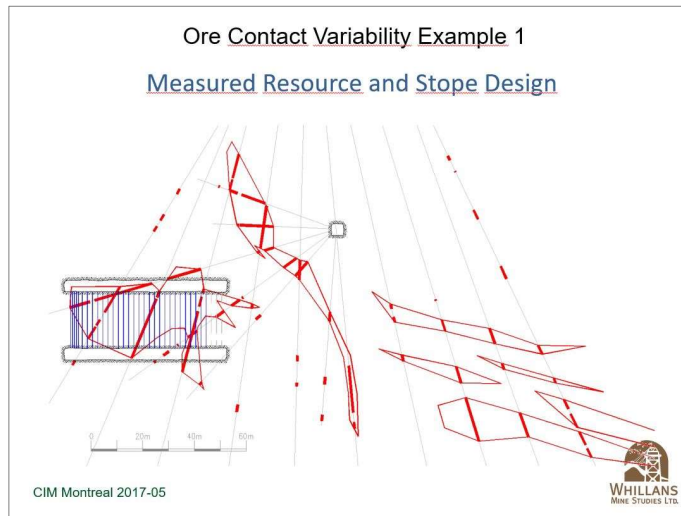 Ore Contact Variability Example 1
Measured Resource and Stope Design
0 20m 40m 60m
CIM Montreal 2017-05
WHILLANS
MINE STUDIES LTD.